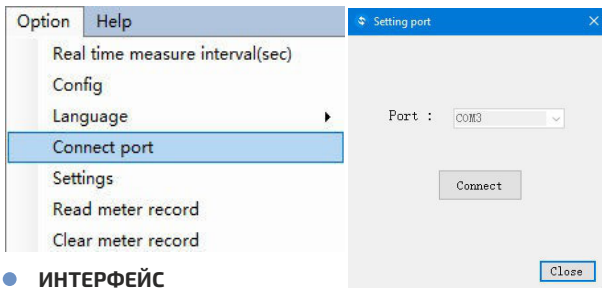 Option Help
Real time measure interval(sec)
Config
Language
Connect port
Settings
Read meter record
Clear meter record
Setting port
Port :
COM3
Connect
Close
ИНТЕРФЕЙС